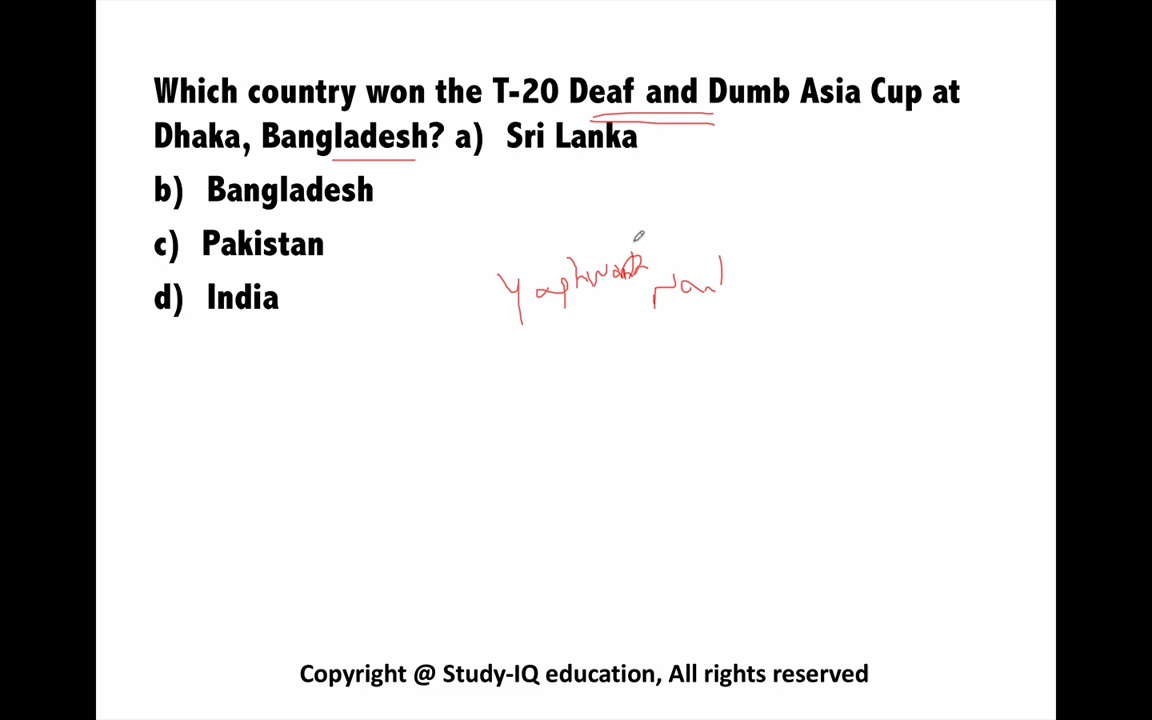 Which country won the T-20 Deaf and Dumb Asia Cup at
Dhaka, Bangladesh? a) Sri Lanka
b) Bangladesh
c) Pakistan
d) India
Copyright @ Study-IQ education, All rights reserved